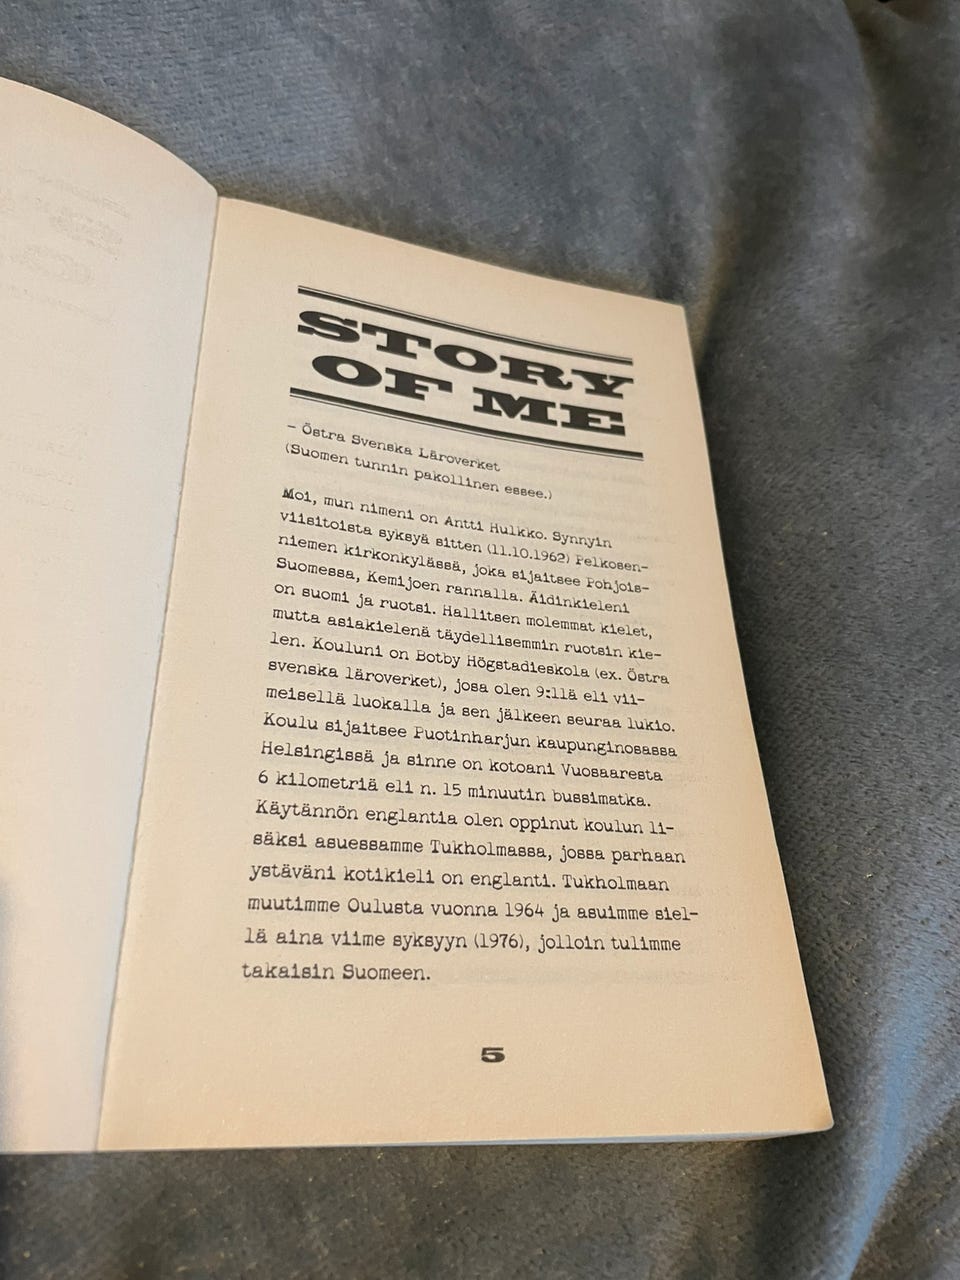 STORY
OF ME
– Östra Svenska Läroverket
(Suomen tunnin pakollinen essee.)
Moi, mun nimeni on Antti Hulkko. Synnyin
viisitoista syksyä sitten (11.10.1962) Pelkosen-
niemen kirkonkylässä, joka sijaitsee Pohjois-
Suomessa, Kemijoen rannalla. Äidinkieleni
on suomi ja ruotsi. Hallitsen molemmat kielet,
mutta asiakielenä täydellisemmin ruotsin kie-
len. Kouluni on Botby Högstadieskola (ex. Östra
svenska läroverket), josa olen 9:llä eli vii-
meisellä luokalla ja sen jälkeen seuraa lukio.
Koulu sijaitsee Puotinharjun kaupunginosassa
Helsingissä ja sinne on kotoani Vuosaaresta
6 kilometriä eli n. 15 minuutin bussimatka.
Käytännön englantia olen oppinut koulun li-
säksi asuessamme Tukholmassa, jossa parhaan
ystäväni kotikieli on englanti. Tukholmaan
muutimme Oulusta vuonna 1964 ja asuimme siel-
lä aina viime syksyyn (1976), jolloin tulimme
takaisin Suomeen.
5